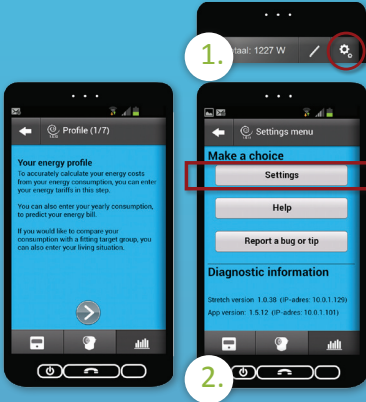 1.
taal: 1227 W
Profile (1/7)
Your energy profile
To accurately calculate your energy costs
from your energy consumption, you can enter
your energy tariffs in this step.
You can also enter your yearly consumption,
to predict your energy bill.
If you would like to compare your
consumption with a fitting target group, you
can also enter your living situation.
Settings menu
Make a choice
Settings
Help
Report a bug or tip
Diagnostic information
Stretch version 1.0.38 (IP-adres: 10.0.1.129)
App version: 1.5.12 (IP-adres: 10.0.1.101)
2.